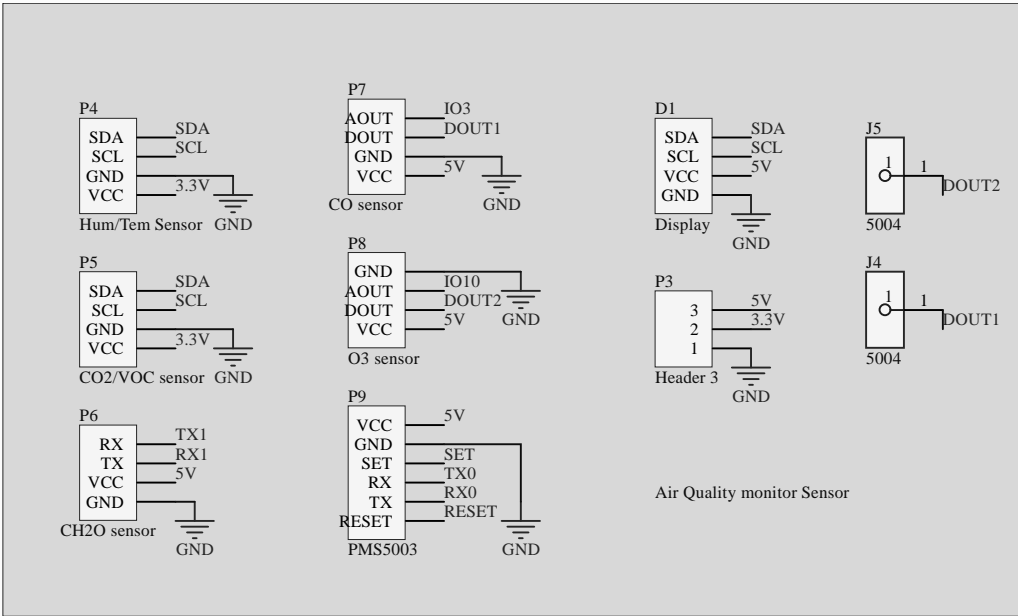 P4
SDA SDA
SCL SCL
GND
VCC 3.3V
Hum/Tem Sensor GND
P5
SDA SDA
SCL SCL
GND
VCC 3.3V
CO2/VOC sensor GND
P6
RX TX1
TX RX1
VCC 5V
GND
CH2O sensor
GND
P7
AOUT IO3
DOUT DOUT1
GND
VCC 5V
CO sensor GND
P8
GND
AOUT IO10
DOUT DOUT2
VCC 5V
GND
O3 sensor
P9
VCC 5V
GND
SET SET
RX TX0
TX RX0
RESET RESET
PMS5003 GND
D1
SDA SDA
SCL SCL
VCC 5V
GND
Display
GND
P3
3 5V
2 3.3V
1
Header 3
GND
J5
1 1
DOUT2
5004
J4
1 1
DOUT1
5004
Air Quality monitor Sensor